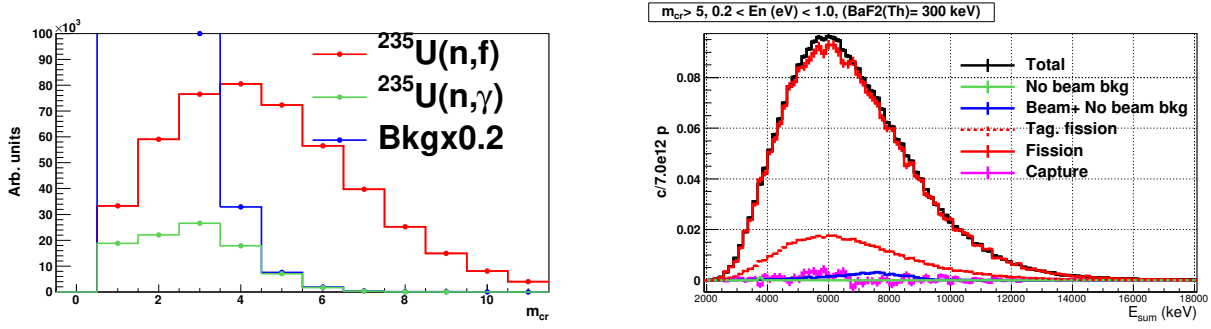 ×10³
100
90
80
70
60
50
40
30
20
10
0
Arb. units
²³⁵U(n,f)
²³⁵U(n,γ)
Bkgx0.2
0 2 4 6 8 10
m_cr
m_cr> 5, 0.2 < En (eV) < 1.0, (BaF2(Th)= 300 keV)
0.08
0.06
0.04
0.02
0
c/7.0e12 p
Total
No beam bkg
Beam+ No beam bkg
Tag. fission
Fission
Capture
2000 4000 6000 8000 10000 12000 14000 16000 18000
E_sum (keV)